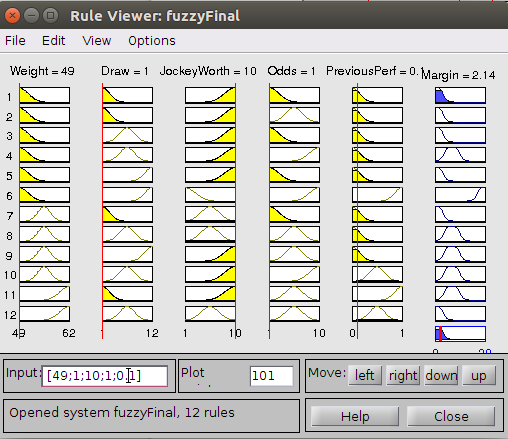 Rule Viewer: fuzzyFinal
File Edit View Options
Weight = 49 Draw = 1 JockeyWorth = 10 Odds = 1 PreviousPerf = 0.1 Margin = 2.14
1
2
3
4
5
6
7
8
9
10
11
12
49 62 1 12 1 10 1 10 0 1
Input: [49;1;10;1;0.1] Plot 101 Move: left right down up
Opened system fuzzyFinal, 12 rules
Help Close